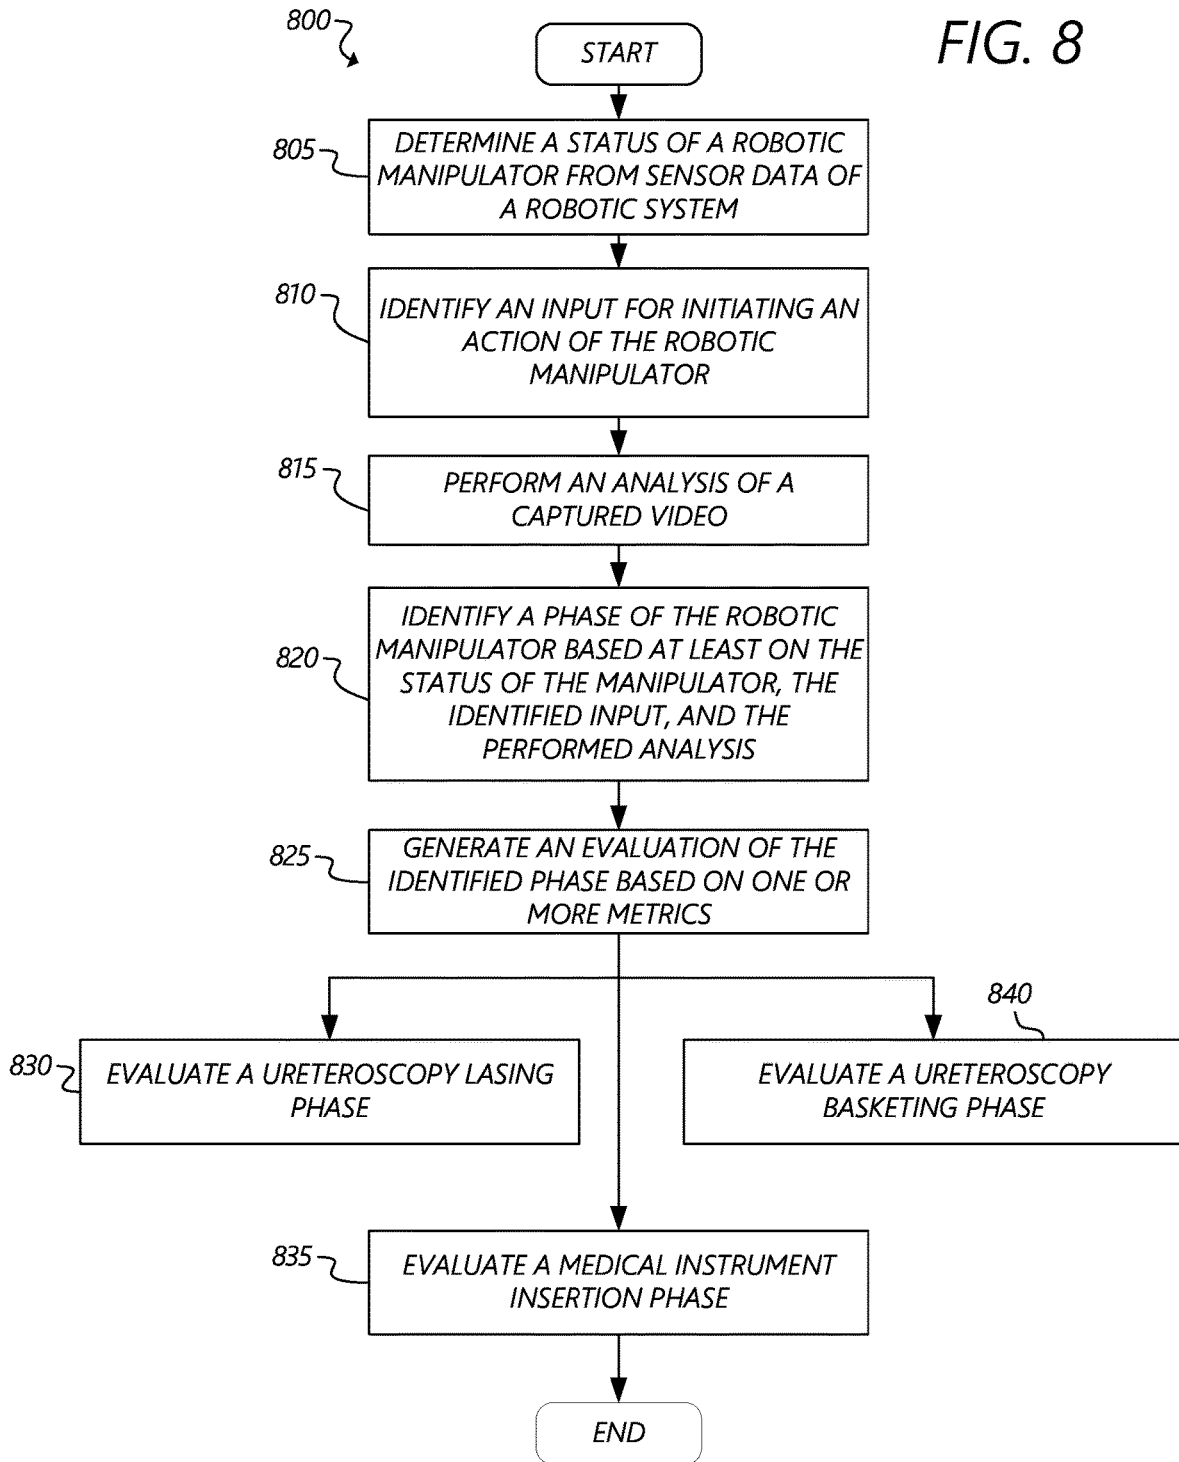 800
START
FIG. 8
805
DETERMINE A STATUS OF A ROBOTIC
MANIPULATOR FROM SENSOR DATA OF
A ROBOTIC SYSTEM
810
IDENTIFY AN INPUT FOR INITIATING AN
ACTION OF THE ROBOTIC
MANIPULATOR
815
PERFORM AN ANALYSIS OF A
CAPTURED VIDEO
820
IDENTIFY A PHASE OF THE ROBOTIC
MANIPULATOR BASED AT LEAST ON THE
STATUS OF THE MANIPULATOR, THE
IDENTIFIED INPUT, AND THE
PERFORMED ANALYSIS
825
GENERATE AN EVALUATION OF THE
IDENTIFIED PHASE BASED ON ONE OR
MORE METRICS
830
EVALUATE A URETEROSCOPY LASING
PHASE
840
EVALUATE A URETEROSCOPY
BASKETING PHASE
835
EVALUATE A MEDICAL INSTRUMENT
INSERTION PHASE
END